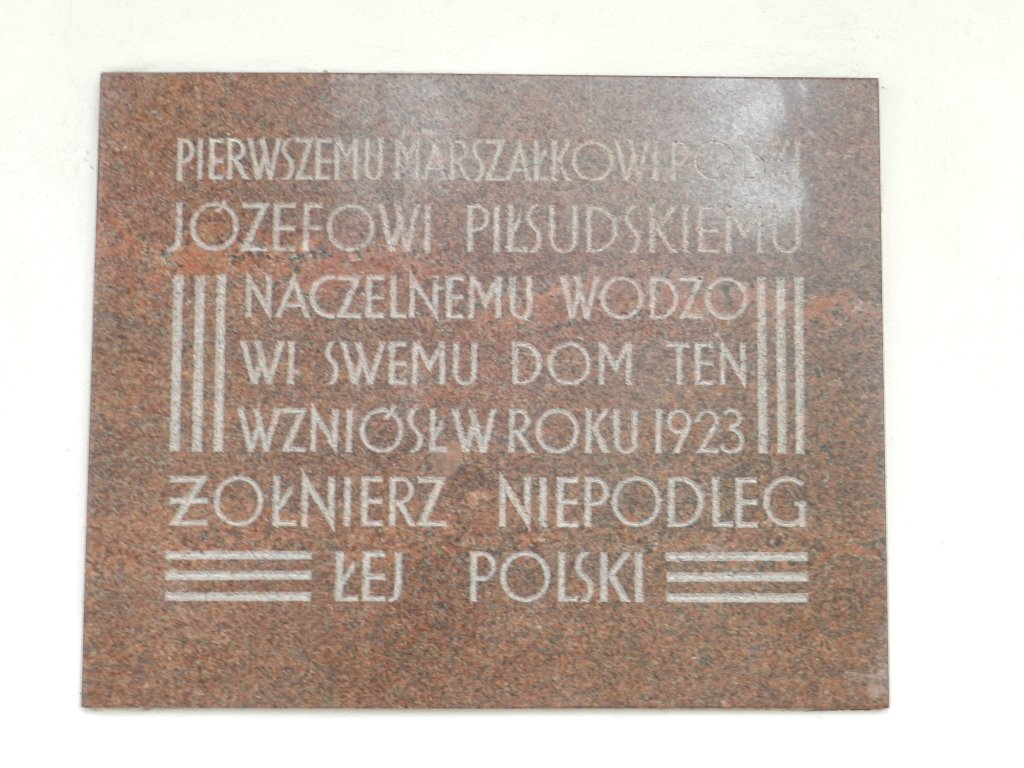 PIERWSZEMU MARSZAŁKOWI POLSKI
JÓZEFOWI PIŁSUDSKIEMU
NACZELNEMU WODZO
WI SWEMU DOM TEN
WZNIÓSŁ W ROKU 1923
ŻOŁNIERZ NIEPODLEG
ŁEJ POLSKI